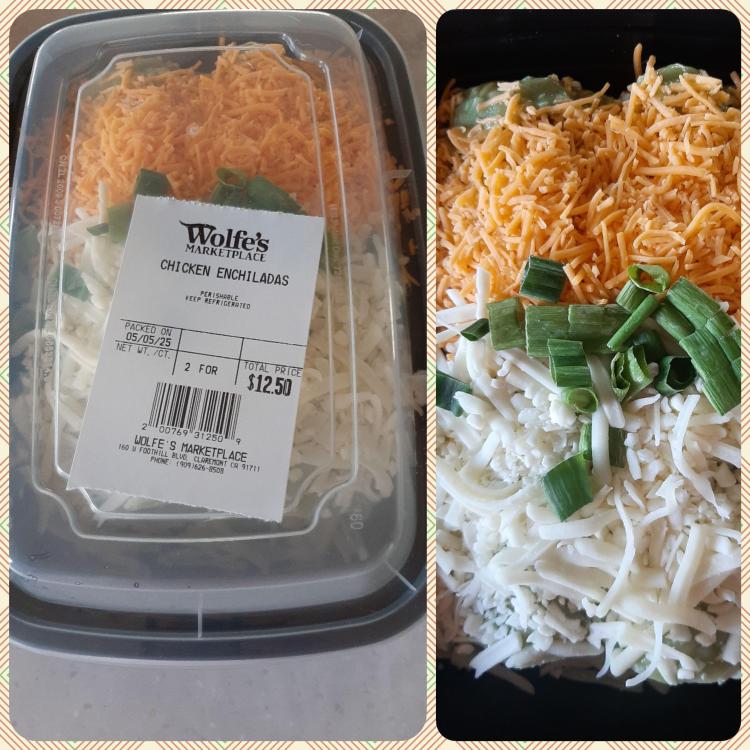 Wolfe's
MARKETPLACE
CHICKEN ENCHILADAS
PERISHABLE
KEEP REFRIGERATED
PACKED ON
05/05/25
NET WT. /CT.
2 FOR
TOTAL PRICE
$12.50
2 00769 31250 9
WOLFE'S MARKETPLACE
160 W FOOTHILL BLVD. CLAREMONT CA 91711
PHONE: (909)626-8508